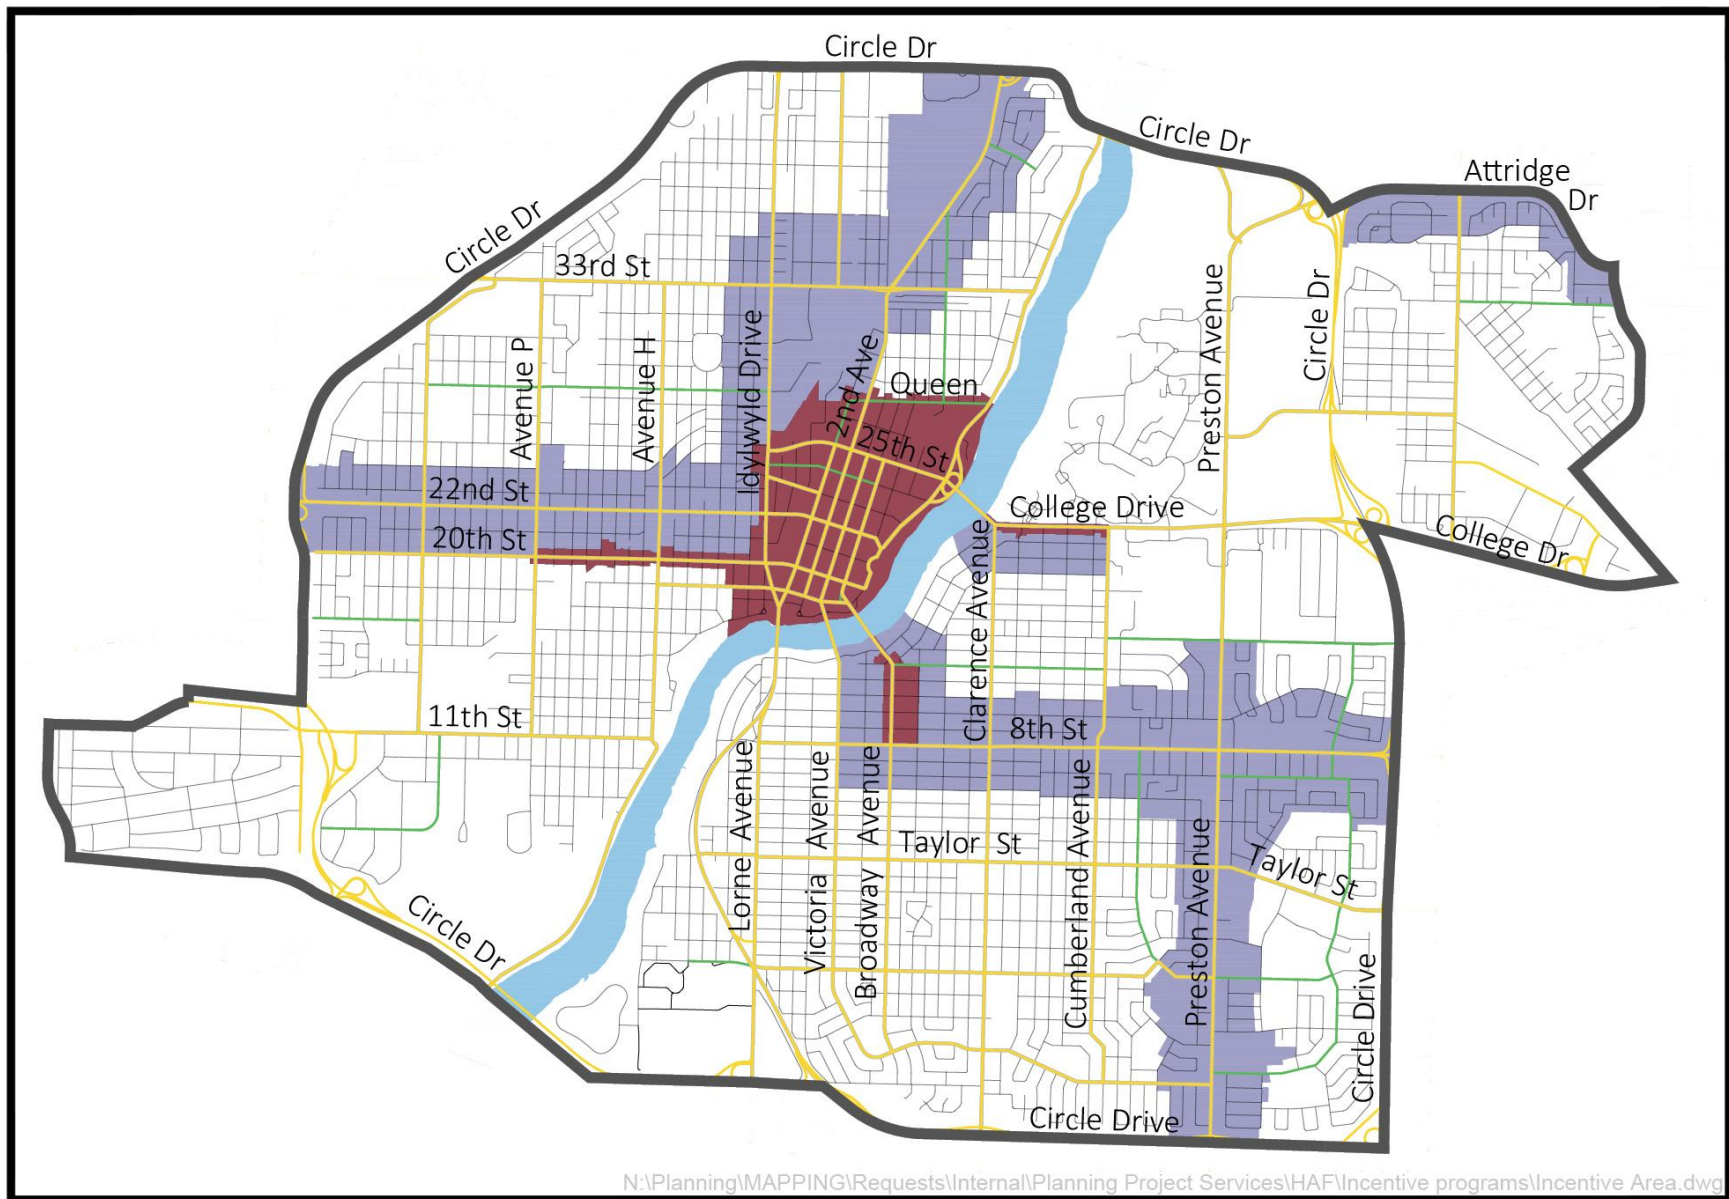 Circle Dr
Circle Dr
Attridge
Dr
Circle Dr
33rd St
Preston Avenue
Circle Dr
Avenue P
Avenue H
Idylwyld Drive
2nd Ave
Queen
25th St
22nd St
College Drive
20th St
College Dr
Clarence Avenue
11th St
8th St
Lorne Avenue
Victoria Avenue
Broadway Avenue
Cumberland Avenue
Taylor St
Preston Avenue
Taylor St
Circle Dr
Circle Drive
Circle Drive
N:\Planning\MAPPING\Requests\Internal\Planning Project Services\HAF\Incentive programs\Incentive Area.dwg